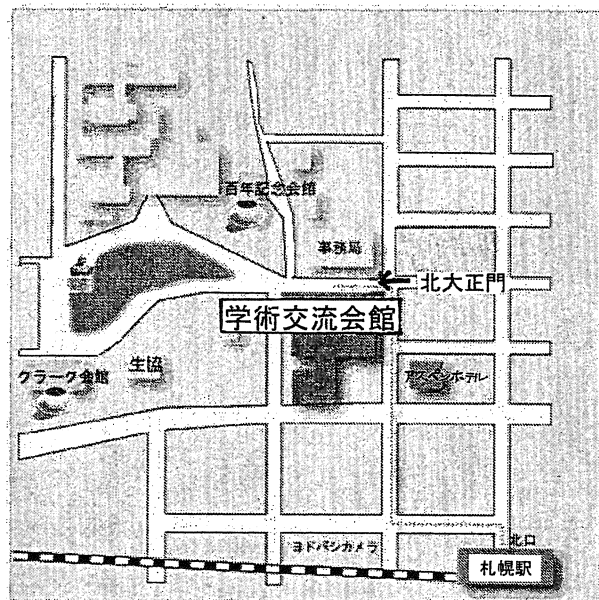 百年記念会館
事務局
北大正門
学術交流会館
生協
クラーク会館
アスペンホテル
ヨドバシカメラ
北口
札幌駅